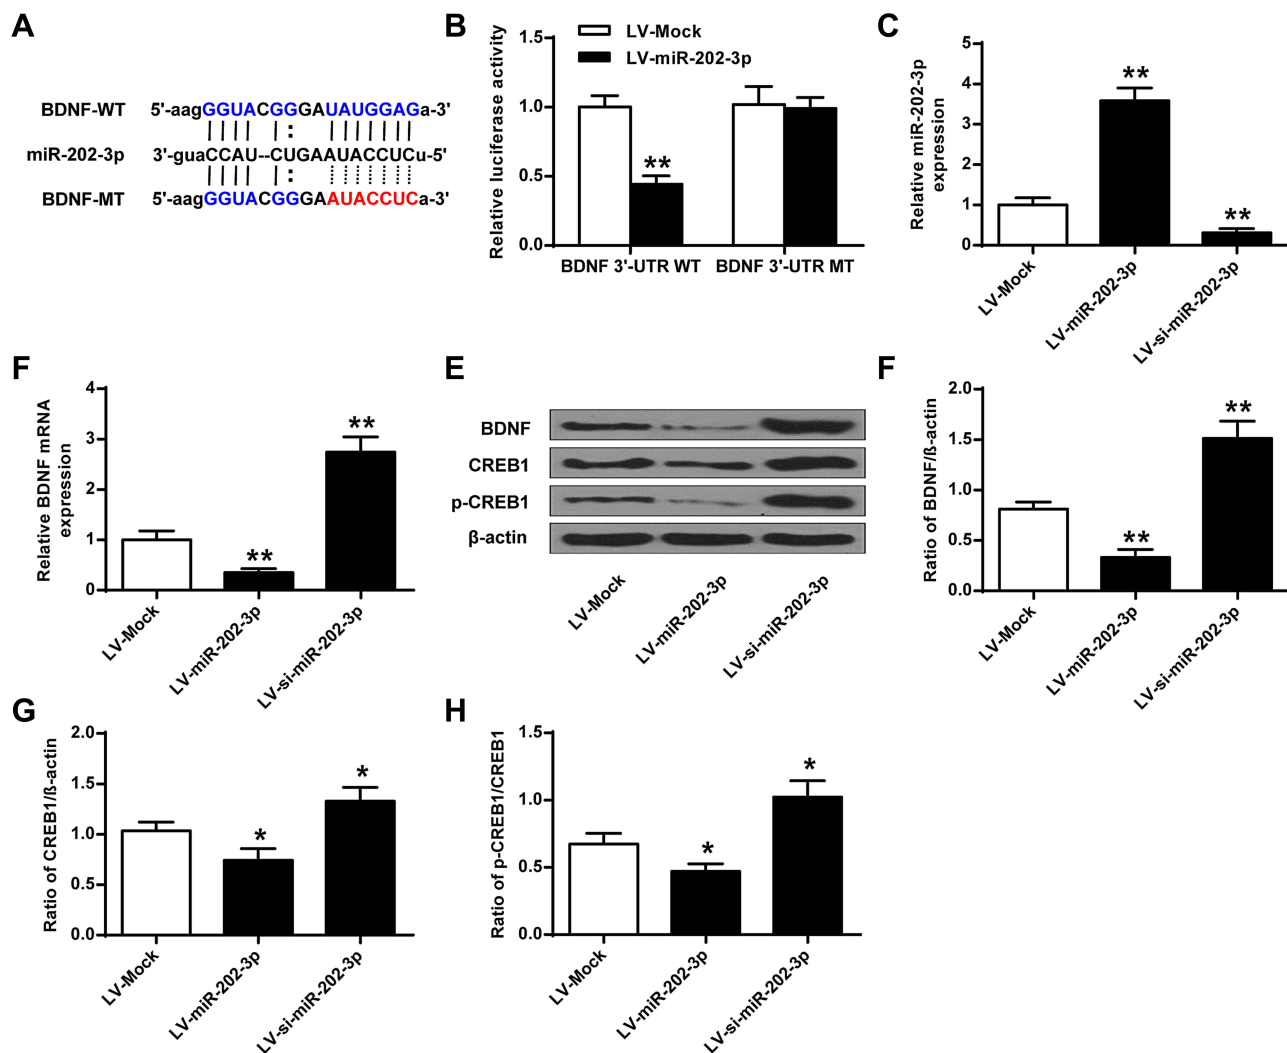 A
BDNF-WT 5'-aagGGUACGGGAUAUGGAGa-3'
miR-202-3p 3'-guaCCAU--CUGAAUACCUCu-5'
BDNF-MT 5'-aagGGUACGGGAAUACCUCa-3'
B
LV-Mock
LV-miR-202-3p
Relative luciferase activity
1.5
1.0
0.5
0.0
**
BDNF 3'-UTR WT BDNF 3'-UTR MT
C
Relative miR-202-3p
expression
5
4
3
2
1
0
**
**
LV-Mock
LV-miR-202-3p
LV-si-miR-202-3p
F
Relative BDNF mRNA
expression
4
3
2
1
0
**
**
LV-Mock
LV-miR-202-3p
LV-si-miR-202-3p
E
BDNF
CREB1
p-CREB1
β-actin
LV-Mock
LV-miR-202-3p
LV-si-miR-202-3p
F
Ratio of BDNF/ß-actin
2.0
1.5
1.0
0.5
0.0
**
**
LV-Mock
LV-miR-202-3p
LV-si-miR-202-3p
G
Ratio of CREB1/ß-actin
2.0
1.5
1.0
0.5
0.0
*
*
LV-Mock
LV-miR-202-3p
LV-si-miR-202-3p
H
Ratio of p-CREB1/CREB1
1.5
1.0
0.5
0.0
*
*
LV-Mock
LV-miR-202-3p
LV-si-miR-202-3p